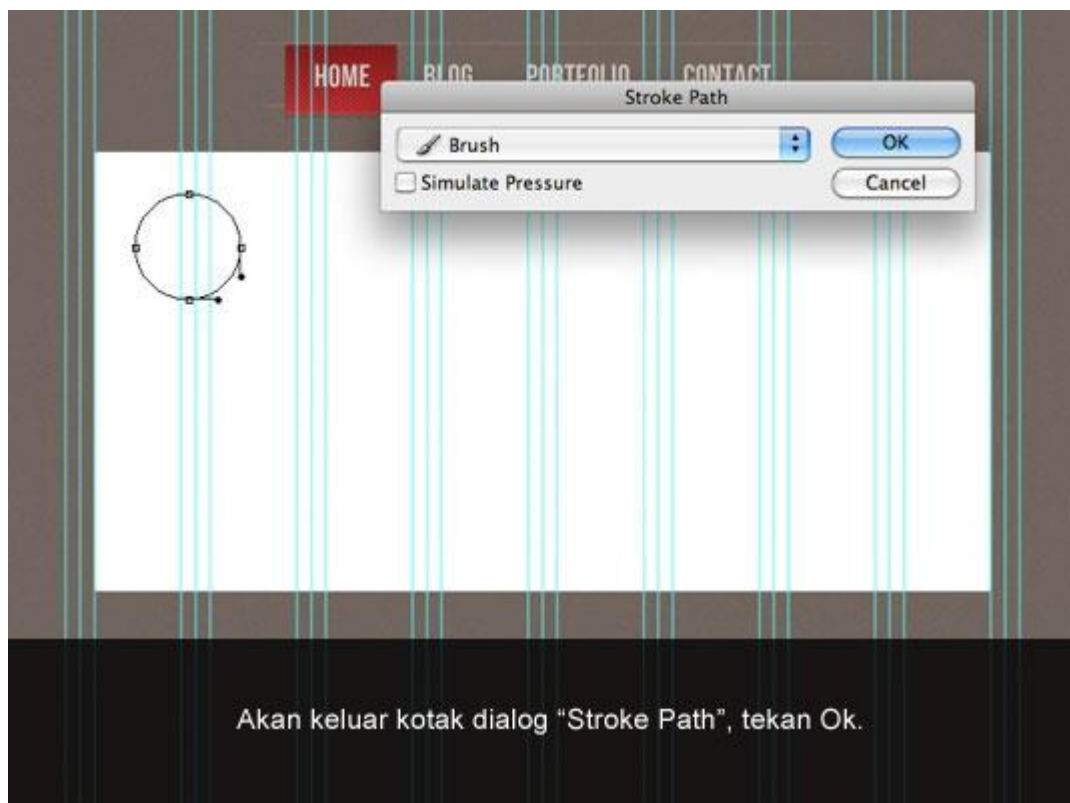 HOME BLOG PORTFOLIO CONTACT
Stroke Path
Brush OK
Simulate Pressure Cancel
Akan keluar kotak dialog “Stroke Path”, tekan Ok.